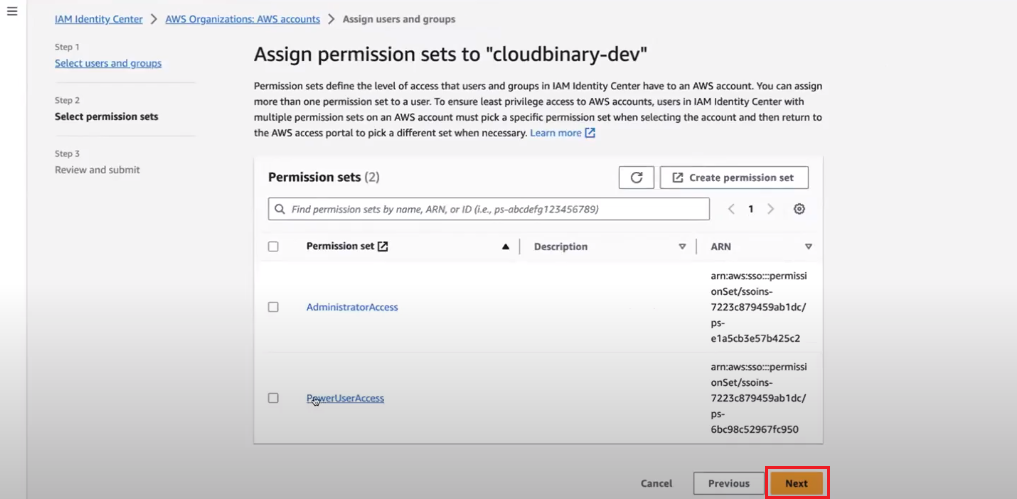 IAM Identity Center > AWS Organizations: AWS accounts > Assign users and groups
Step 1
Select users and groups
Step 2
Select permission sets
Step 3
Review and submit
Assign permission sets to "cloudbinary-dev"
Permission sets define the level of access that users and groups in IAM Identity Center have to an AWS account. You can assign
more than one permission set to a user. To ensure least privilege access to AWS accounts, users in IAM Identity Center with
multiple permission sets on an AWS account must pick a specific permission set when selecting the account and then return to
the AWS access portal to pick a different set when necessary. Learn more
Permission sets (2)
Create permission set
Find permission sets by name, ARN, or ID (i.e., ps-abcdefg123456789)
1
Permission set
Description
ARN
AdministratorAccess
arn:aws:sso:::permissi
onSet/ssoins-
7223c879459ab1dc/
ps-
e1a5cb3e57b425c2
PowerUserAccess
arn:aws:sso:::permissi
onSet/ssoins-
7223c879459ab1dc/
ps-
6bc98c52967fc950
Cancel
Previous
Next